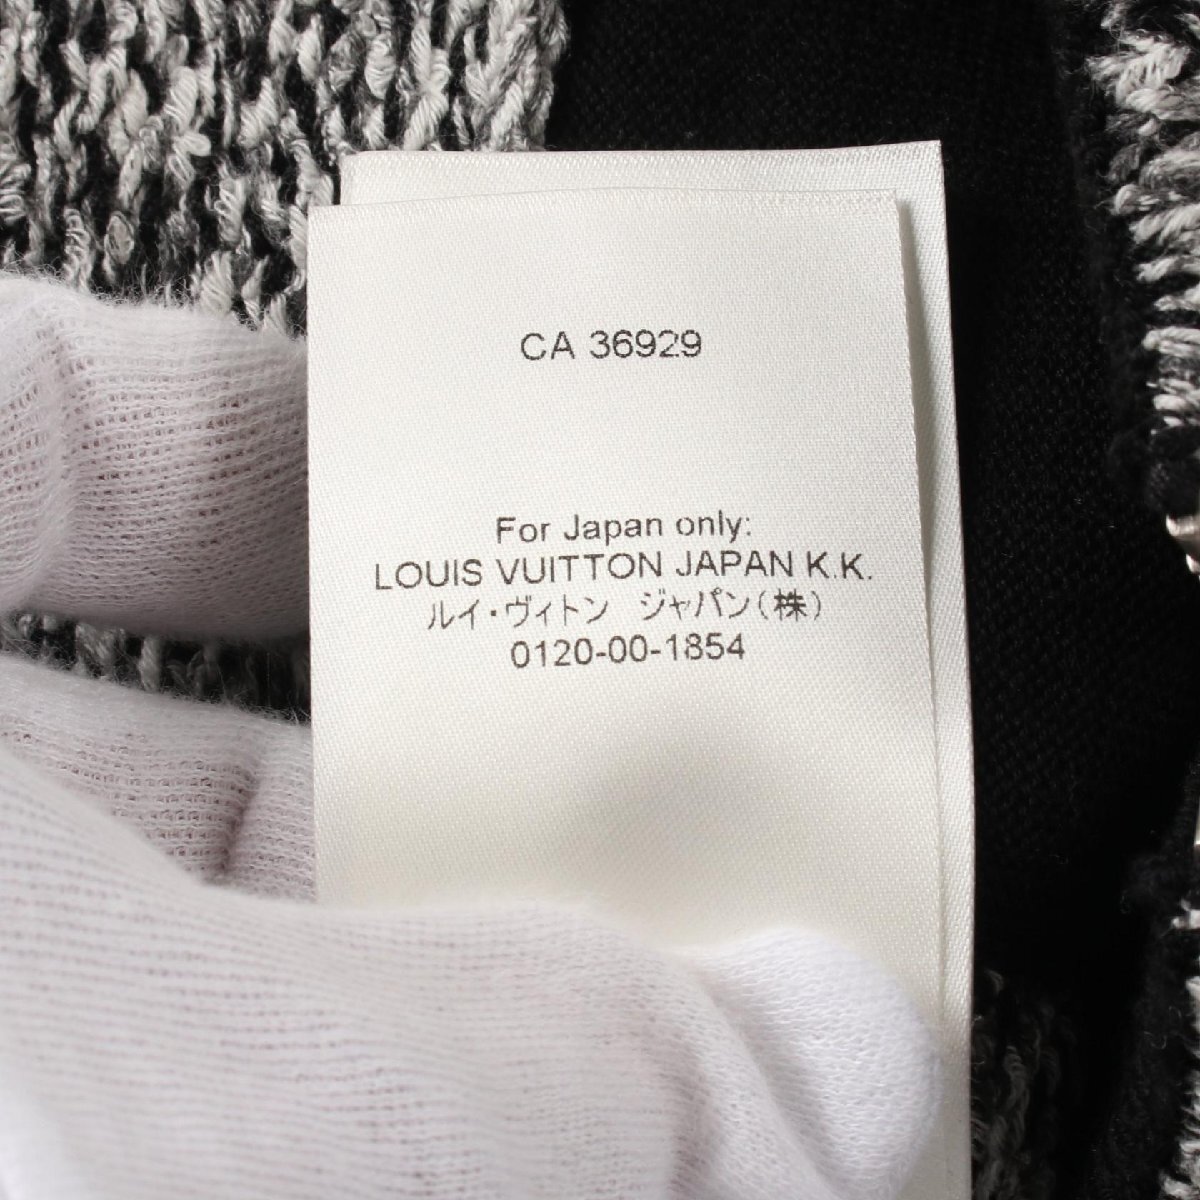 CA 36929
For Japan only:
LOUIS VUITTON JAPAN K.K.
ルイ・ヴィトン ジャパン(株)
0120-00-1854